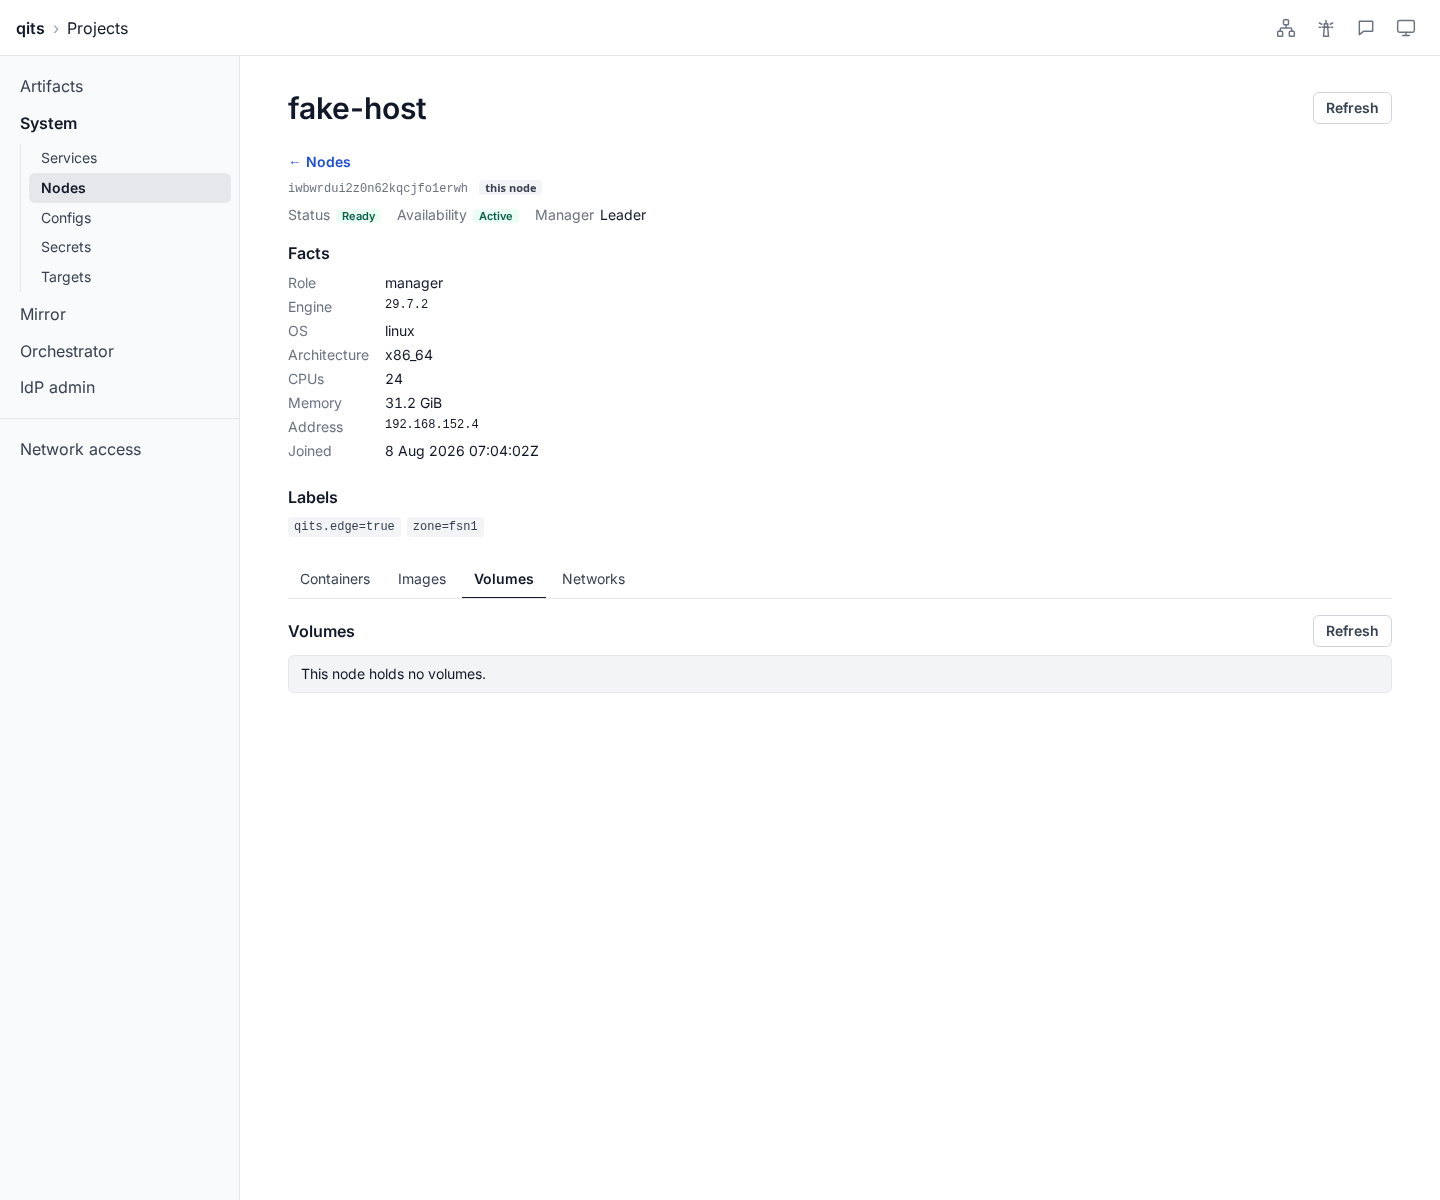 qits › Projects
Artifacts
System
Services
Nodes
Configs
Secrets
Targets
Mirror
Orchestrator
IdP admin
Network access
fake-host
Refresh
← Nodes
iwbwrdui2z0n62kqcjfo1erwh this node
Status Ready Availability Active Manager Leader
Facts
Role manager
Engine 29.7.2
OS linux
Architecture x86_64
CPUs 24
Memory 31.2 GiB
Address 192.168.152.4
Joined 8 Aug 2026 07:04:02Z
Labels
qits.edge=true zone=fsn1
Containers Images Volumes Networks
Volumes
Refresh
This node holds no volumes.